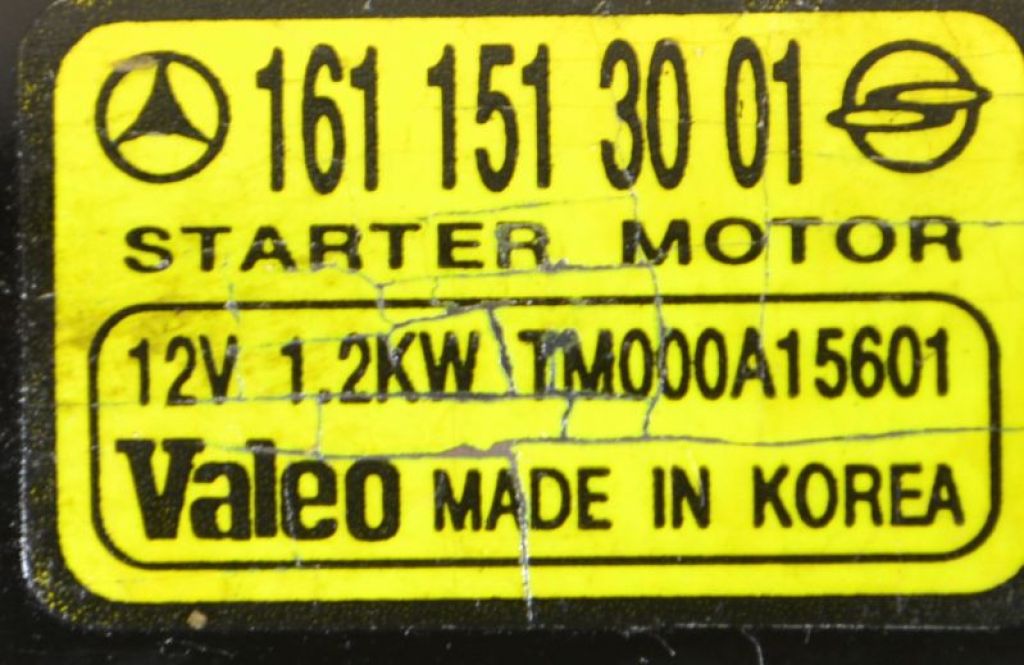 161 151 30 01
STARTER MOTOR
12V 1.2KW TM000A15601
Valeo MADE IN KOREA